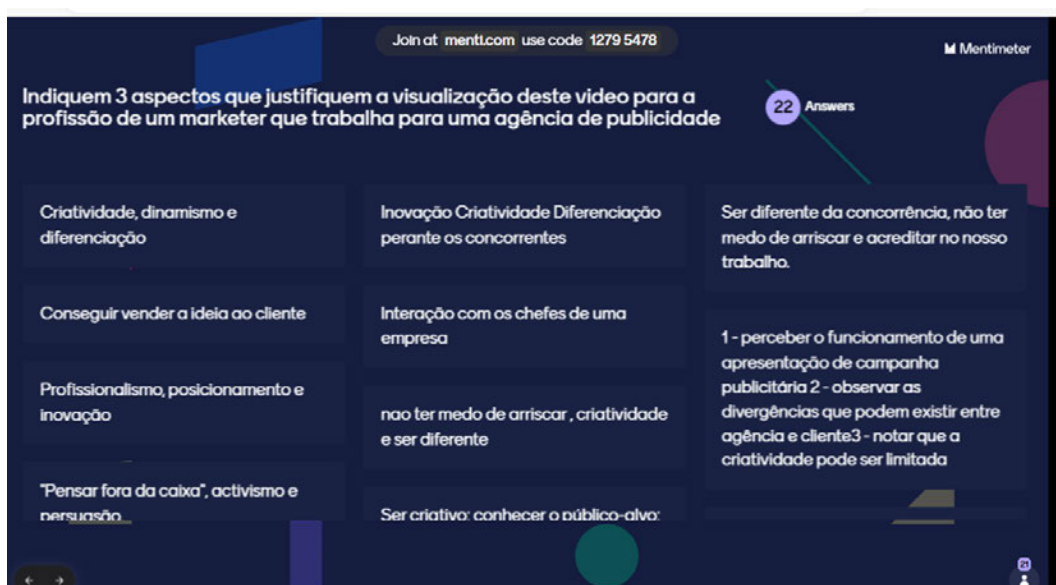 Join at menti.com use code 1279 5478
Mentimeter
Indiquem 3 aspectos que justifiquem a visualização deste video para a
profissão de um marketer que trabalha para uma agência de publicidade
22 Answers
Criatividade, dinamismo e
diferenciação
Conseguir vender a ideia ao cliente
Profissionalismo, posicionamento e
inovação
"Pensar fora da caixa", activismo e
persuasão
Inovação Criatividade Diferenciação
perante os concorrentes
Interação com os chefes de uma
empresa
nao ter medo de arriscar , criatividade
e ser diferente
Ser criativo; conhecer o público-alvo;
Ser diferente da concorrência, não ter
medo de arriscar e acreditar no nosso
trabalho.
1 - perceber o funcionamento de uma
apresentação de campanha
publicitária 2 - observar as
divergências que podem existir entre
agência e cliente3 - notar que a
criatividade pode ser limitada
21